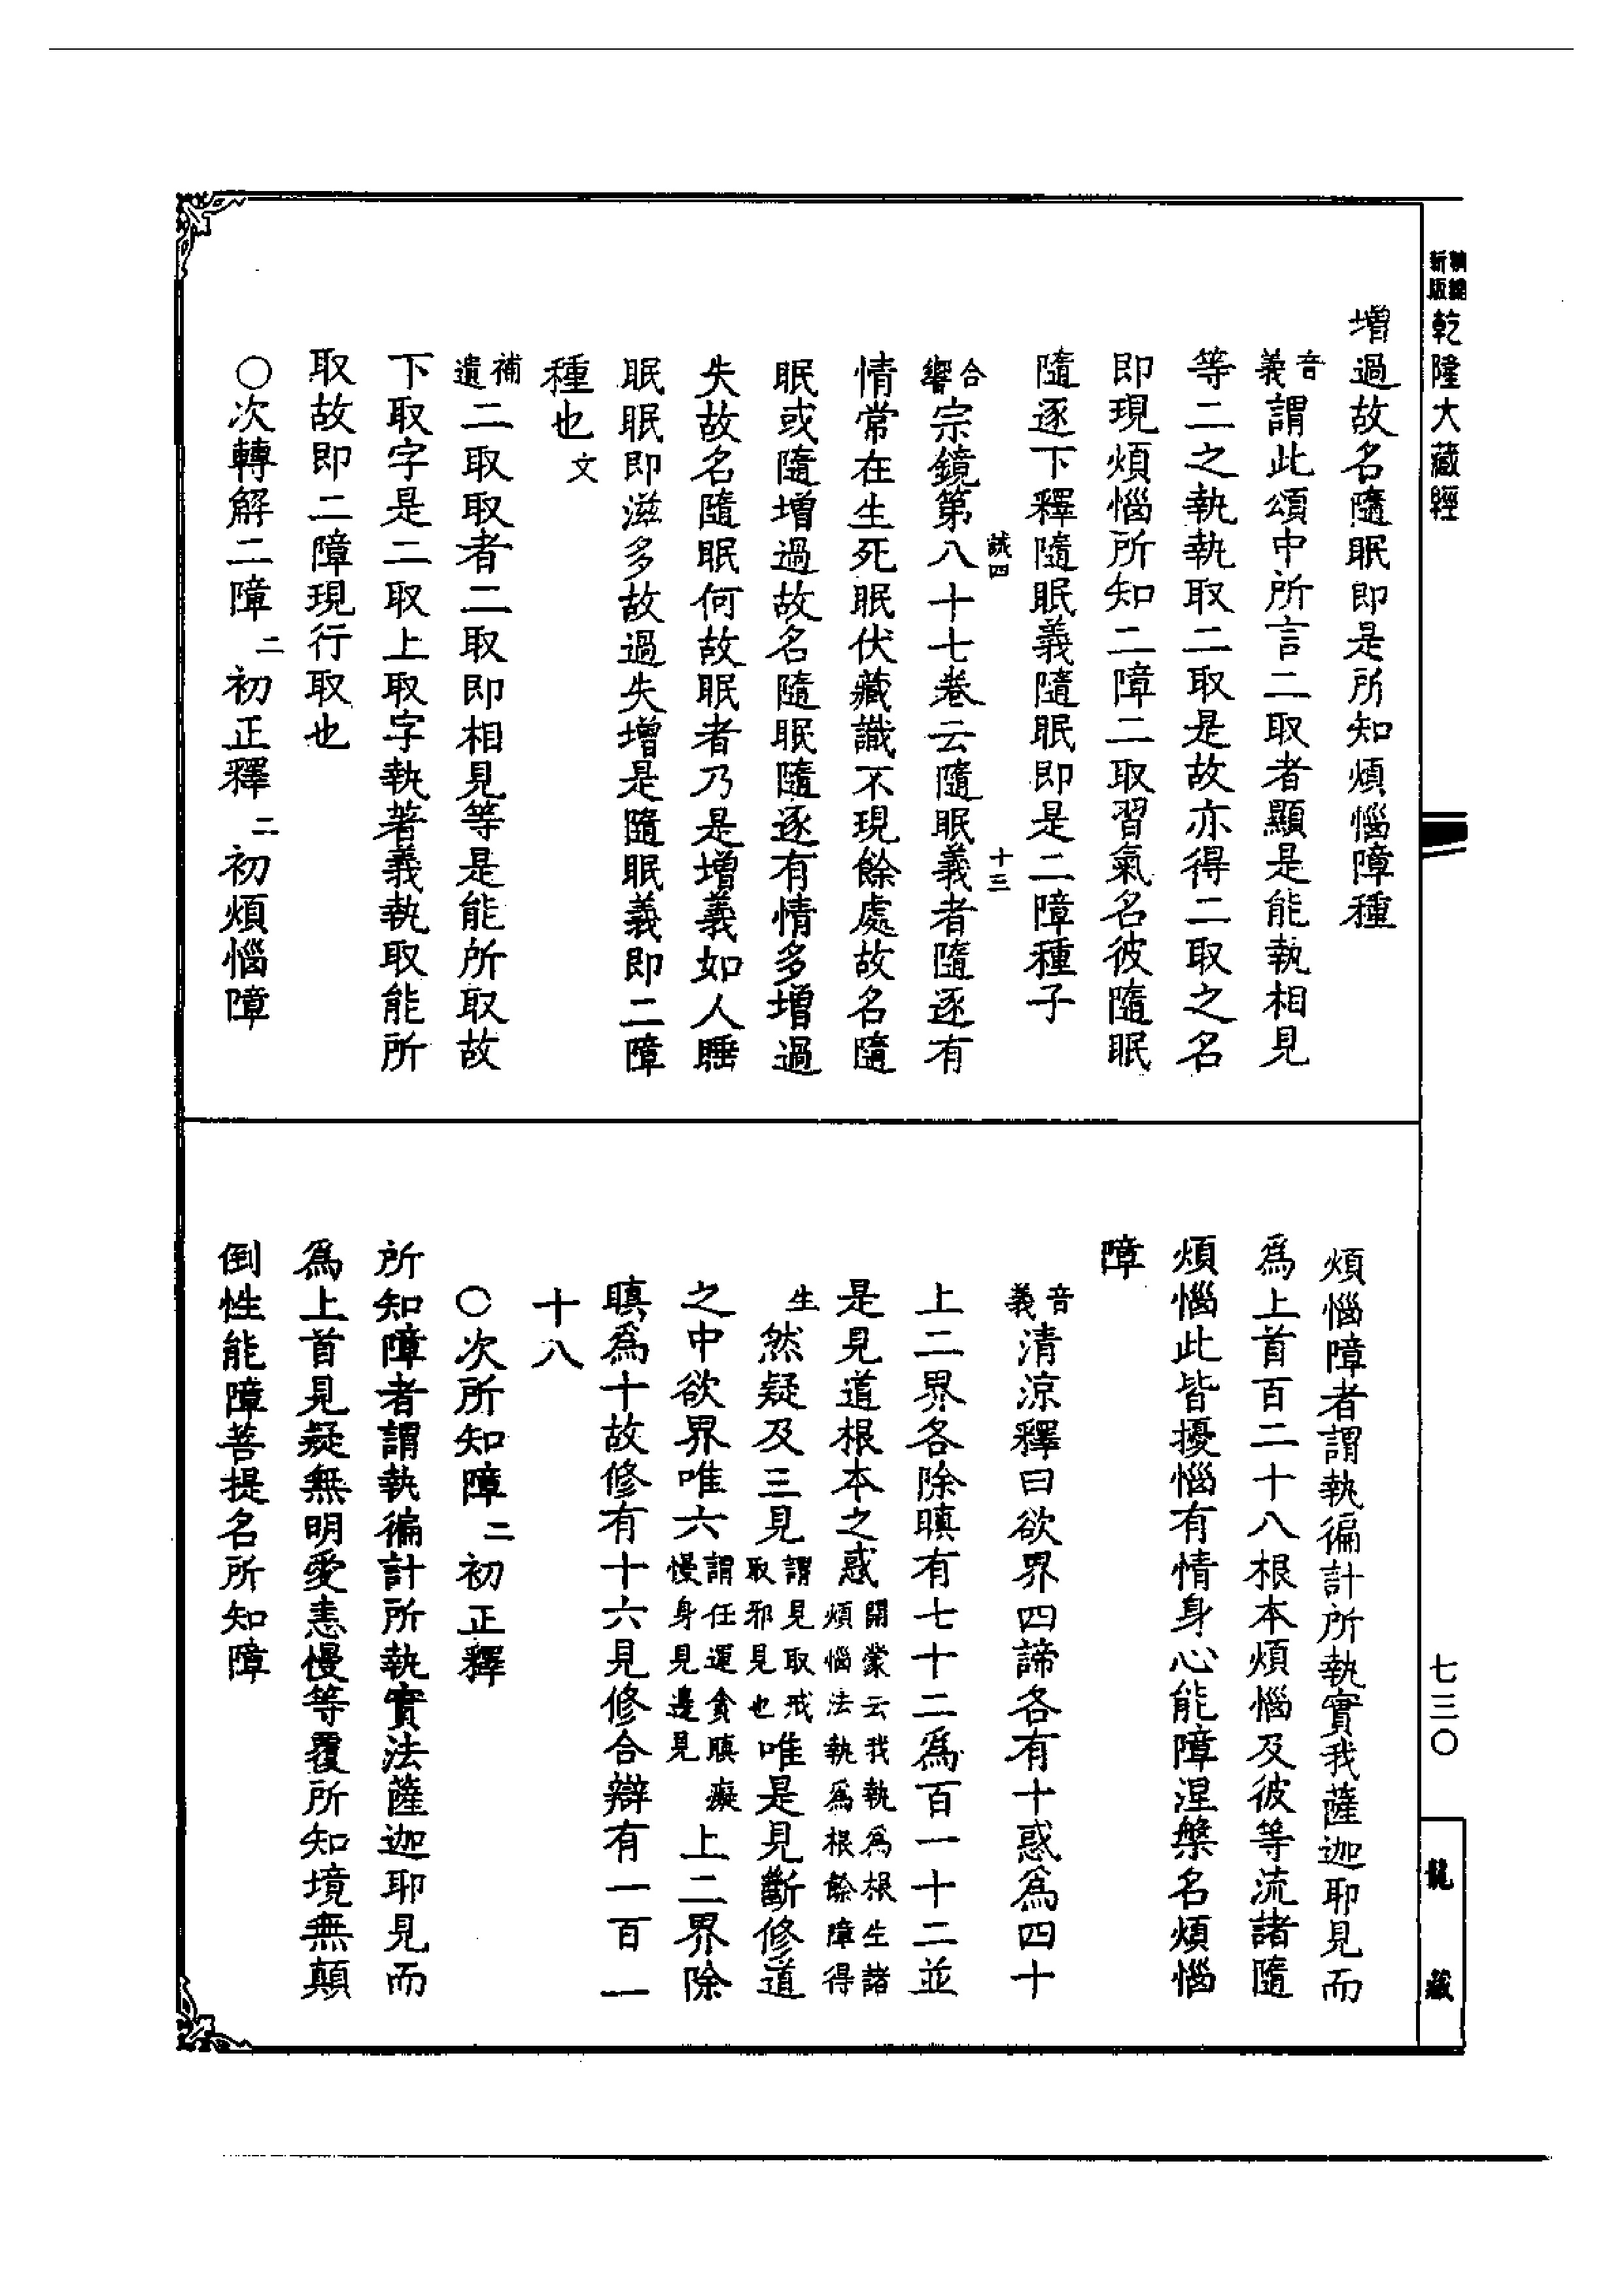 精編
新版
乾隆大藏經
七三〇
龍藏
增過故名隨眠即是所知煩惱障種
音義謂此頌中所言二取者顯是能執相見
等二之執執取二取是故亦得二取之名
即現煩惱所知二障二取習氣名彼隨眠
隨逐下釋隨眠義隨眠即是二障種子
誠四
十三
合響宗鏡第八十七卷云隨眠義者隨逐有
情常在生死眠伏藏識不現餘處故名隨
眠或隨增過故名隨眠隨逐有情多增過
失故名隨眠何故眠者乃是增義如人睡
眠眠即滋多故過失增是隨眠義即二障
種也文
補遺二取取者二取即相見等是能所取故
下取字是二取上取字執著義執取能所
取故即二障現行取也
〇次轉解二障二初正釋二初煩惱障
煩惱障者謂執徧計所執實我薩迦耶見而
為上首百二十八根本煩惱及彼等流諸隨
煩惱此皆擾惱有情身心能障涅槃名煩惱
障
音義清涼釋曰欲界四諦各有十惑為四十
上二界各除瞋有七十二為百一十二並
是見道根本之惑開蒙云我執為根生諸煩惱法執為根餘障得
生然疑及三見謂見取戒取邪見也唯是見斷修道
之中欲界唯六謂任運貪瞋癡慢身見邊見上二界除
瞋為十故修有十六見修合辯有一百二
十八
〇次所知障二初正釋
所知障者謂執徧計所執實法薩迦耶見而
為上首見疑無明愛恚慢等覆所知境無顛
倒性能障菩提名所知障